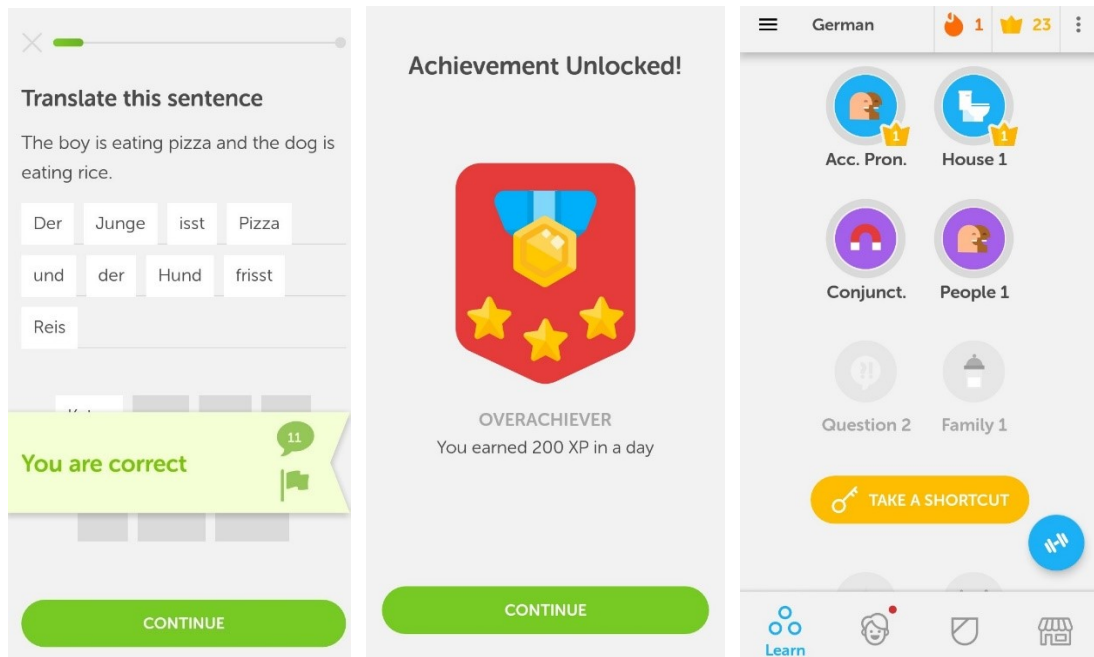 Translate this sentence
The boy is eating pizza and the dog is
eating rice.
Der Junge isst Pizza
und der Hund frisst
Reis
You are correct
11
CONTINUE
Achievement Unlocked!
OVERACHIEVER
You earned 200 XP in a day
CONTINUE
German 1 23
1 1
Acc. Pron. House 1
Conjunct. People 1
Question 2 Family 1
TAKE A SHORTCUT
Learn